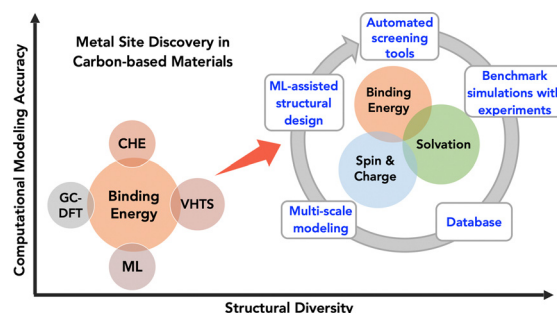 Computational Modeling Accuracy
Metal Site Discovery in
Carbon-based Materials
CHE
GC-
DFT
Binding
Energy
VHTS
ML
Automated
screening
tools
ML-assisted
structural
design
Benchmark
simulations with
experiments
Binding
Energy
Solvation
Spin &
Charge
Multi-scale
modeling
Database
Structural Diversity